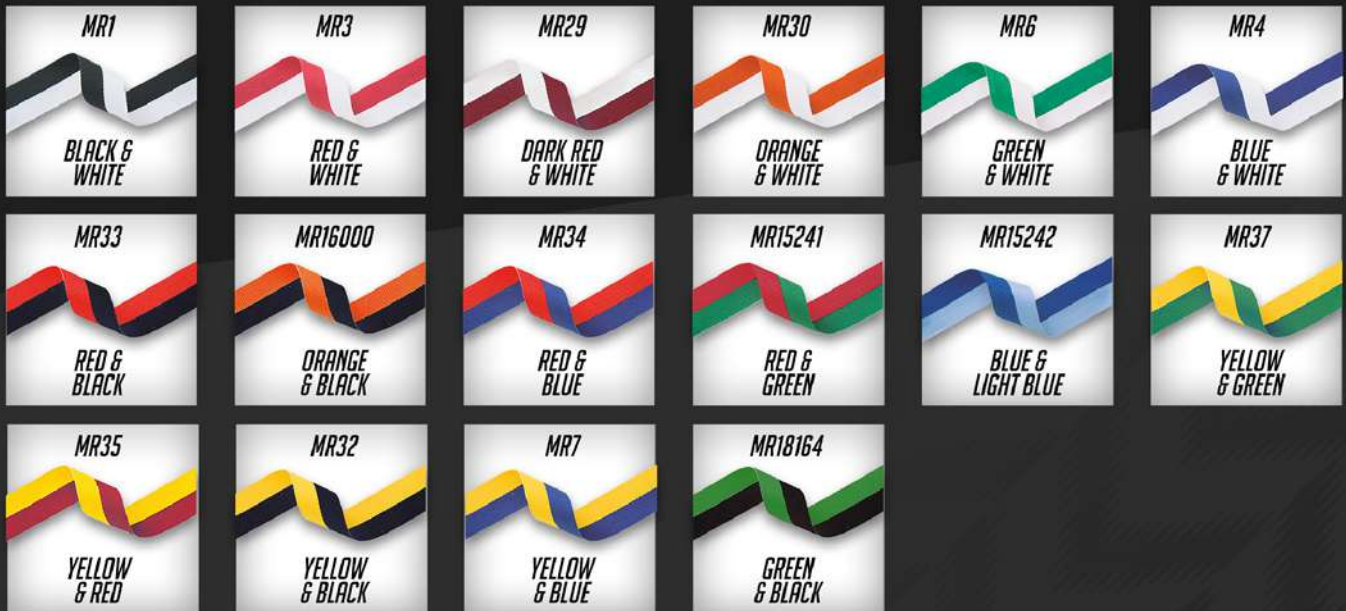 MR1
BLACK &
WHITE
MR3
RED &
WHITE
MR29
DARK RED
& WHITE
MR30
ORANGE
& WHITE
MR6
GREEN
& WHITE
MR4
BLUE
& WHITE
MR33
RED &
BLACK
MR16000
ORANGE
& BLACK
MR34
RED &
BLUE
MR15241
RED &
GREEN
MR15242
BLUE &
LIGHT BLUE
MR37
YELLOW
& GREEN
MR35
YELLOW
& RED
MR32
YELLOW
& BLACK
MR7
YELLOW
& BLUE
MR18164
GREEN
& BLACK